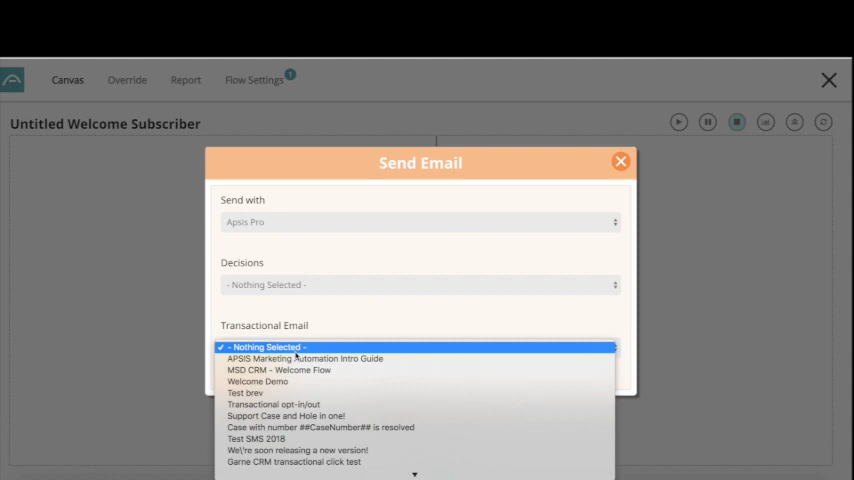 Canvas Override Report Flow Settings 1
Untitled Welcome Subscriber
Send Email
Send with
Apsis Pro
Decisions
- Nothing Selected -
Transactional Email
✓ - Nothing Selected -
APSIS Marketing Automation Intro Guide
MSD CRM - Welcome Flow
Welcome Demo
Test brev
Transactional opt-in/out
Support Case and Hole in one!
Case with number ##CaseNumber## is resolved
Test SMS 2018
We\'re soon releasing a new version!
Garne CRM transactional click test